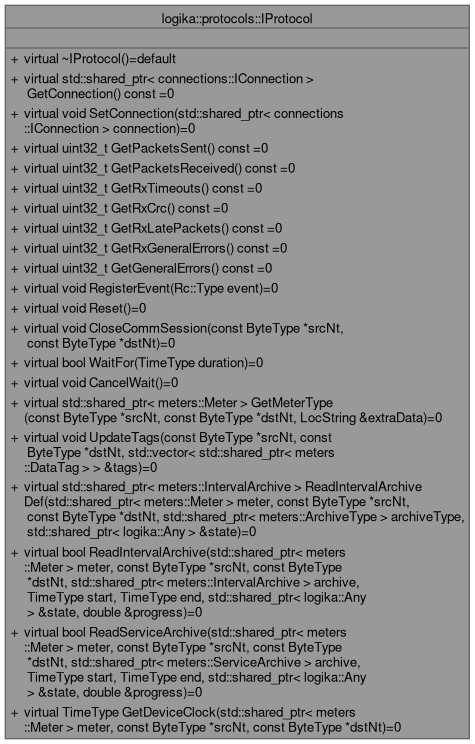 logika::protocols::IProtocol
+ virtual ~IProtocol()=default
+ virtual std::shared_ptr< connections::IConnection >
GetConnection() const =0
+ virtual void SetConnection(std::shared_ptr< connections
::IConnection > connection)=0
+ virtual uint32_t GetPacketsSent() const =0
+ virtual uint32_t GetPacketsReceived() const =0
+ virtual uint32_t GetRxTimeouts() const =0
+ virtual uint32_t GetRxCrc() const =0
+ virtual uint32_t GetRxLatePackets() const =0
+ virtual uint32_t GetRxGeneralErrors() const =0
+ virtual uint32_t GetGeneralErrors() const =0
+ virtual void RegisterEvent(Rc::Type event)=0
+ virtual void Reset()=0
+ virtual void CloseCommSession(const ByteType *srcNt,
const ByteType *dstNt)=0
+ virtual bool WaitFor(TimeType duration)=0
+ virtual void CancelWait()=0
+ virtual std::shared_ptr< meters::Meter > GetMeterType
(const ByteType *srcNt, const ByteType *dstNt, LocString &extraData)=0
+ virtual void UpdateTags(const ByteType *srcNt, const
ByteType *dstNt, std::vector< std::shared_ptr< meters
::DataTag > > &tags)=0
+ virtual std::shared_ptr< meters::IntervalArchive > ReadIntervalArchive
Def(std::shared_ptr< meters::Meter > meter, const ByteType *srcNt,
const ByteType *dstNt, std::shared_ptr< meters::ArchiveType > archiveType,
std::shared_ptr< logika::Any > &state)=0
+ virtual bool ReadIntervalArchive(std::shared_ptr< meters
::Meter > meter, const ByteType *srcNt, const ByteType
*dstNt, std::shared_ptr< meters::IntervalArchive > archive,
TimeType start, TimeType end, std::shared_ptr< logika::Any
> &state, double &progress)=0
+ virtual bool ReadServiceArchive(std::shared_ptr< meters
::Meter > meter, const ByteType *srcNt, const ByteType
*dstNt, std::shared_ptr< meters::ServiceArchive > archive,
TimeType start, TimeType end, std::shared_ptr< logika::Any
> &state, double &progress)=0
+ virtual TimeType GetDeviceClock(std::shared_ptr< meters
::Meter > meter, const ByteType *srcNt, const ByteType *dstNt)=0